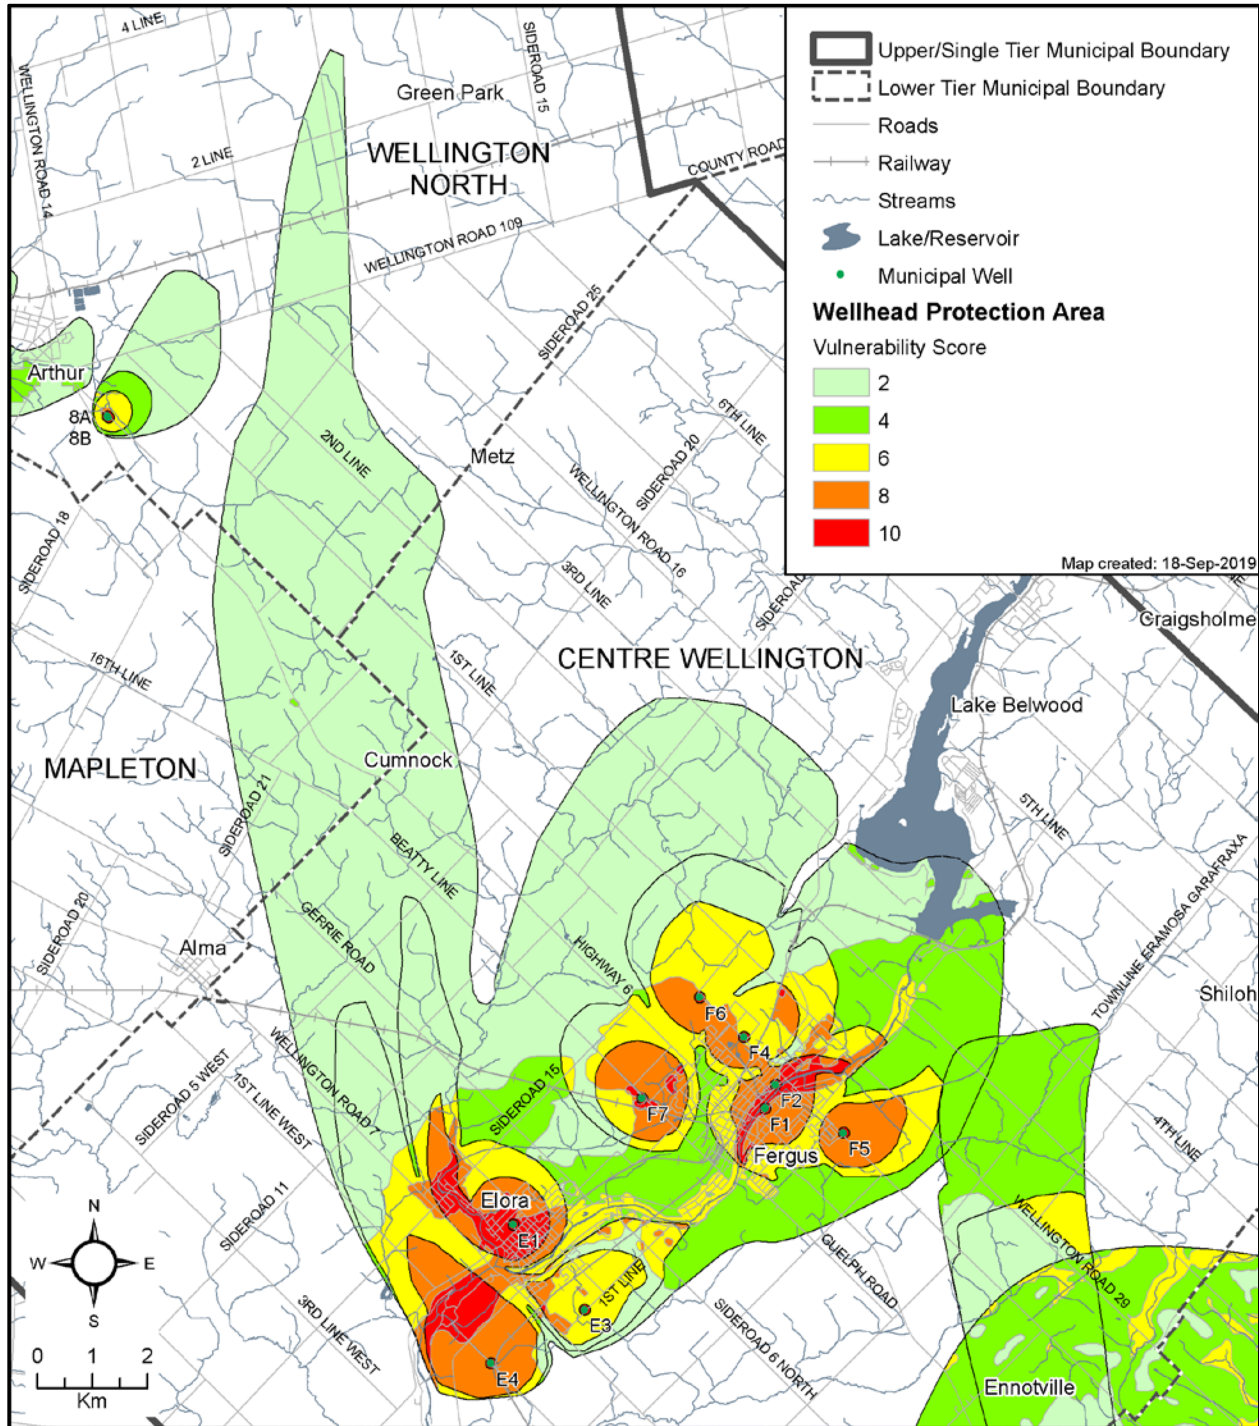 4 LINE
SIDEROAD 15
WELLINGTON ROAD 14
Green Park
2 LINE
WELLINGTON
NORTH
COUNTY ROAD
WELLINGTON ROAD 109
SIDEROAD 25
Upper/Single Tier Municipal Boundary
Lower Tier Municipal Boundary
Roads
Railway
Streams
Lake/Reservoir
Municipal Well
Wellhead Protection Area
Vulnerability Score
2
4
6
8
10
Map created: 18-Sep-2019
Arthur
8A
8B
6TH LINE
SIDEROAD 20
2ND LINE
Metz
WELLINGTON ROAD 16
SIDEROAD 18
3RD LINE
SIDEROAD
Craigsholme
16TH LINE
1ST LINE
CENTRE WELLINGTON
Lake Belwood
MAPLETON
Cumnock
SIDEROAD 21
5TH LINE
BEATTY LINE
TOWNLINE ERAMOSA GARAFRAXA
SIDEROAD 20
GERRIE ROAD
Alma
HIGHWAY 6
Shiloh
F6
F4
WELLINGTON ROAD 7
SIDEROAD 5 WEST
1ST LINE WEST
SIDEROAD 15
F7
F2
F1
F5
4TH LINE
Fergus
Elora
E1
SIDEROAD 11
WELLINGTON ROAD 29
GUELPH ROAD
N
W
E
S
1ST LINE
E3
3RD LINE WEST
SIDEROAD 6 NORTH
E4
Ennotville
0 1 2
Km